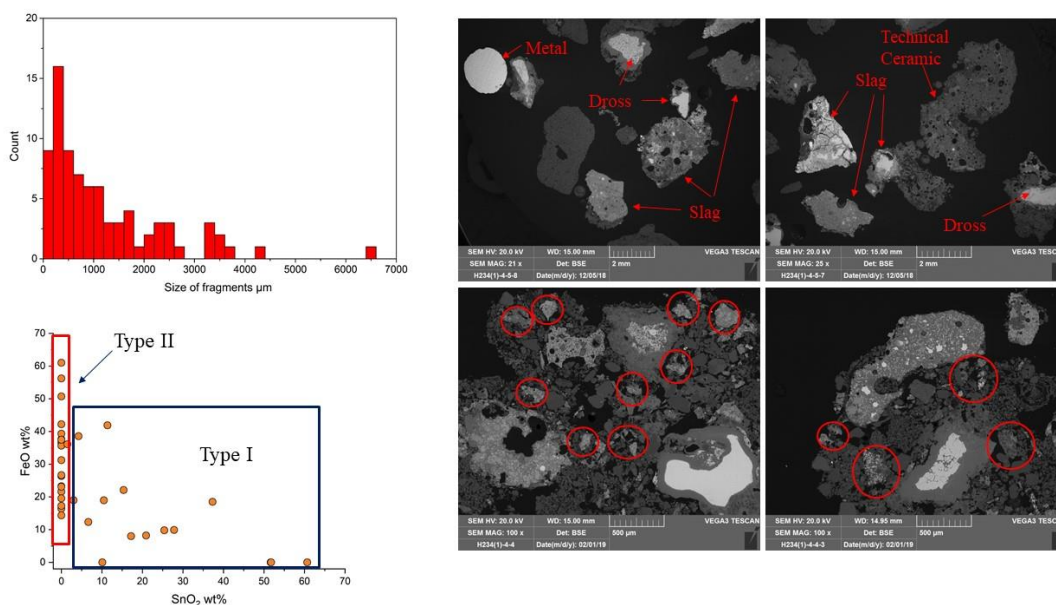 20
15
10
5
0
Count
0
1000
2000
3000
4000
5000
6000
7000
Size of fragments µm
70
60
50
40
30
20
10
0
FeO wt%
Type II
Type I
0
10
20
30
40
50
60
70
SnO₂ wt%
Metal
Dross
Slag
SEM HV: 20.0 kV WD: 15.00 mm VEGA3 TESCAN
SEM MAG: 21 x Det: BSE 2 mm
H234(1)-4-5-8 Date(m/d/y): 12/05/18
Technical
Ceramic
Slag
Dross
SEM HV: 20.0 kV WD: 15.00 mm VEGA3 TESCAN
SEM MAG: 25 x Det: BSE 2 mm
H234(1)-4-5-7 Date(m/d/y): 12/05/18
SEM HV: 20.0 kV WD: 15.00 mm VEGA3 TESCAN
SEM MAG: 100 x Det: BSE 500 µm
H234(1)-4-4 Date(m/d/y): 02/01/19
SEM HV: 20.0 kV WD: 14.95 mm VEGA3 TESCAN
SEM MAG: 100 x Det: BSE 500 µm
H234(1)-4-4-3 Date(m/d/y): 02/01/19